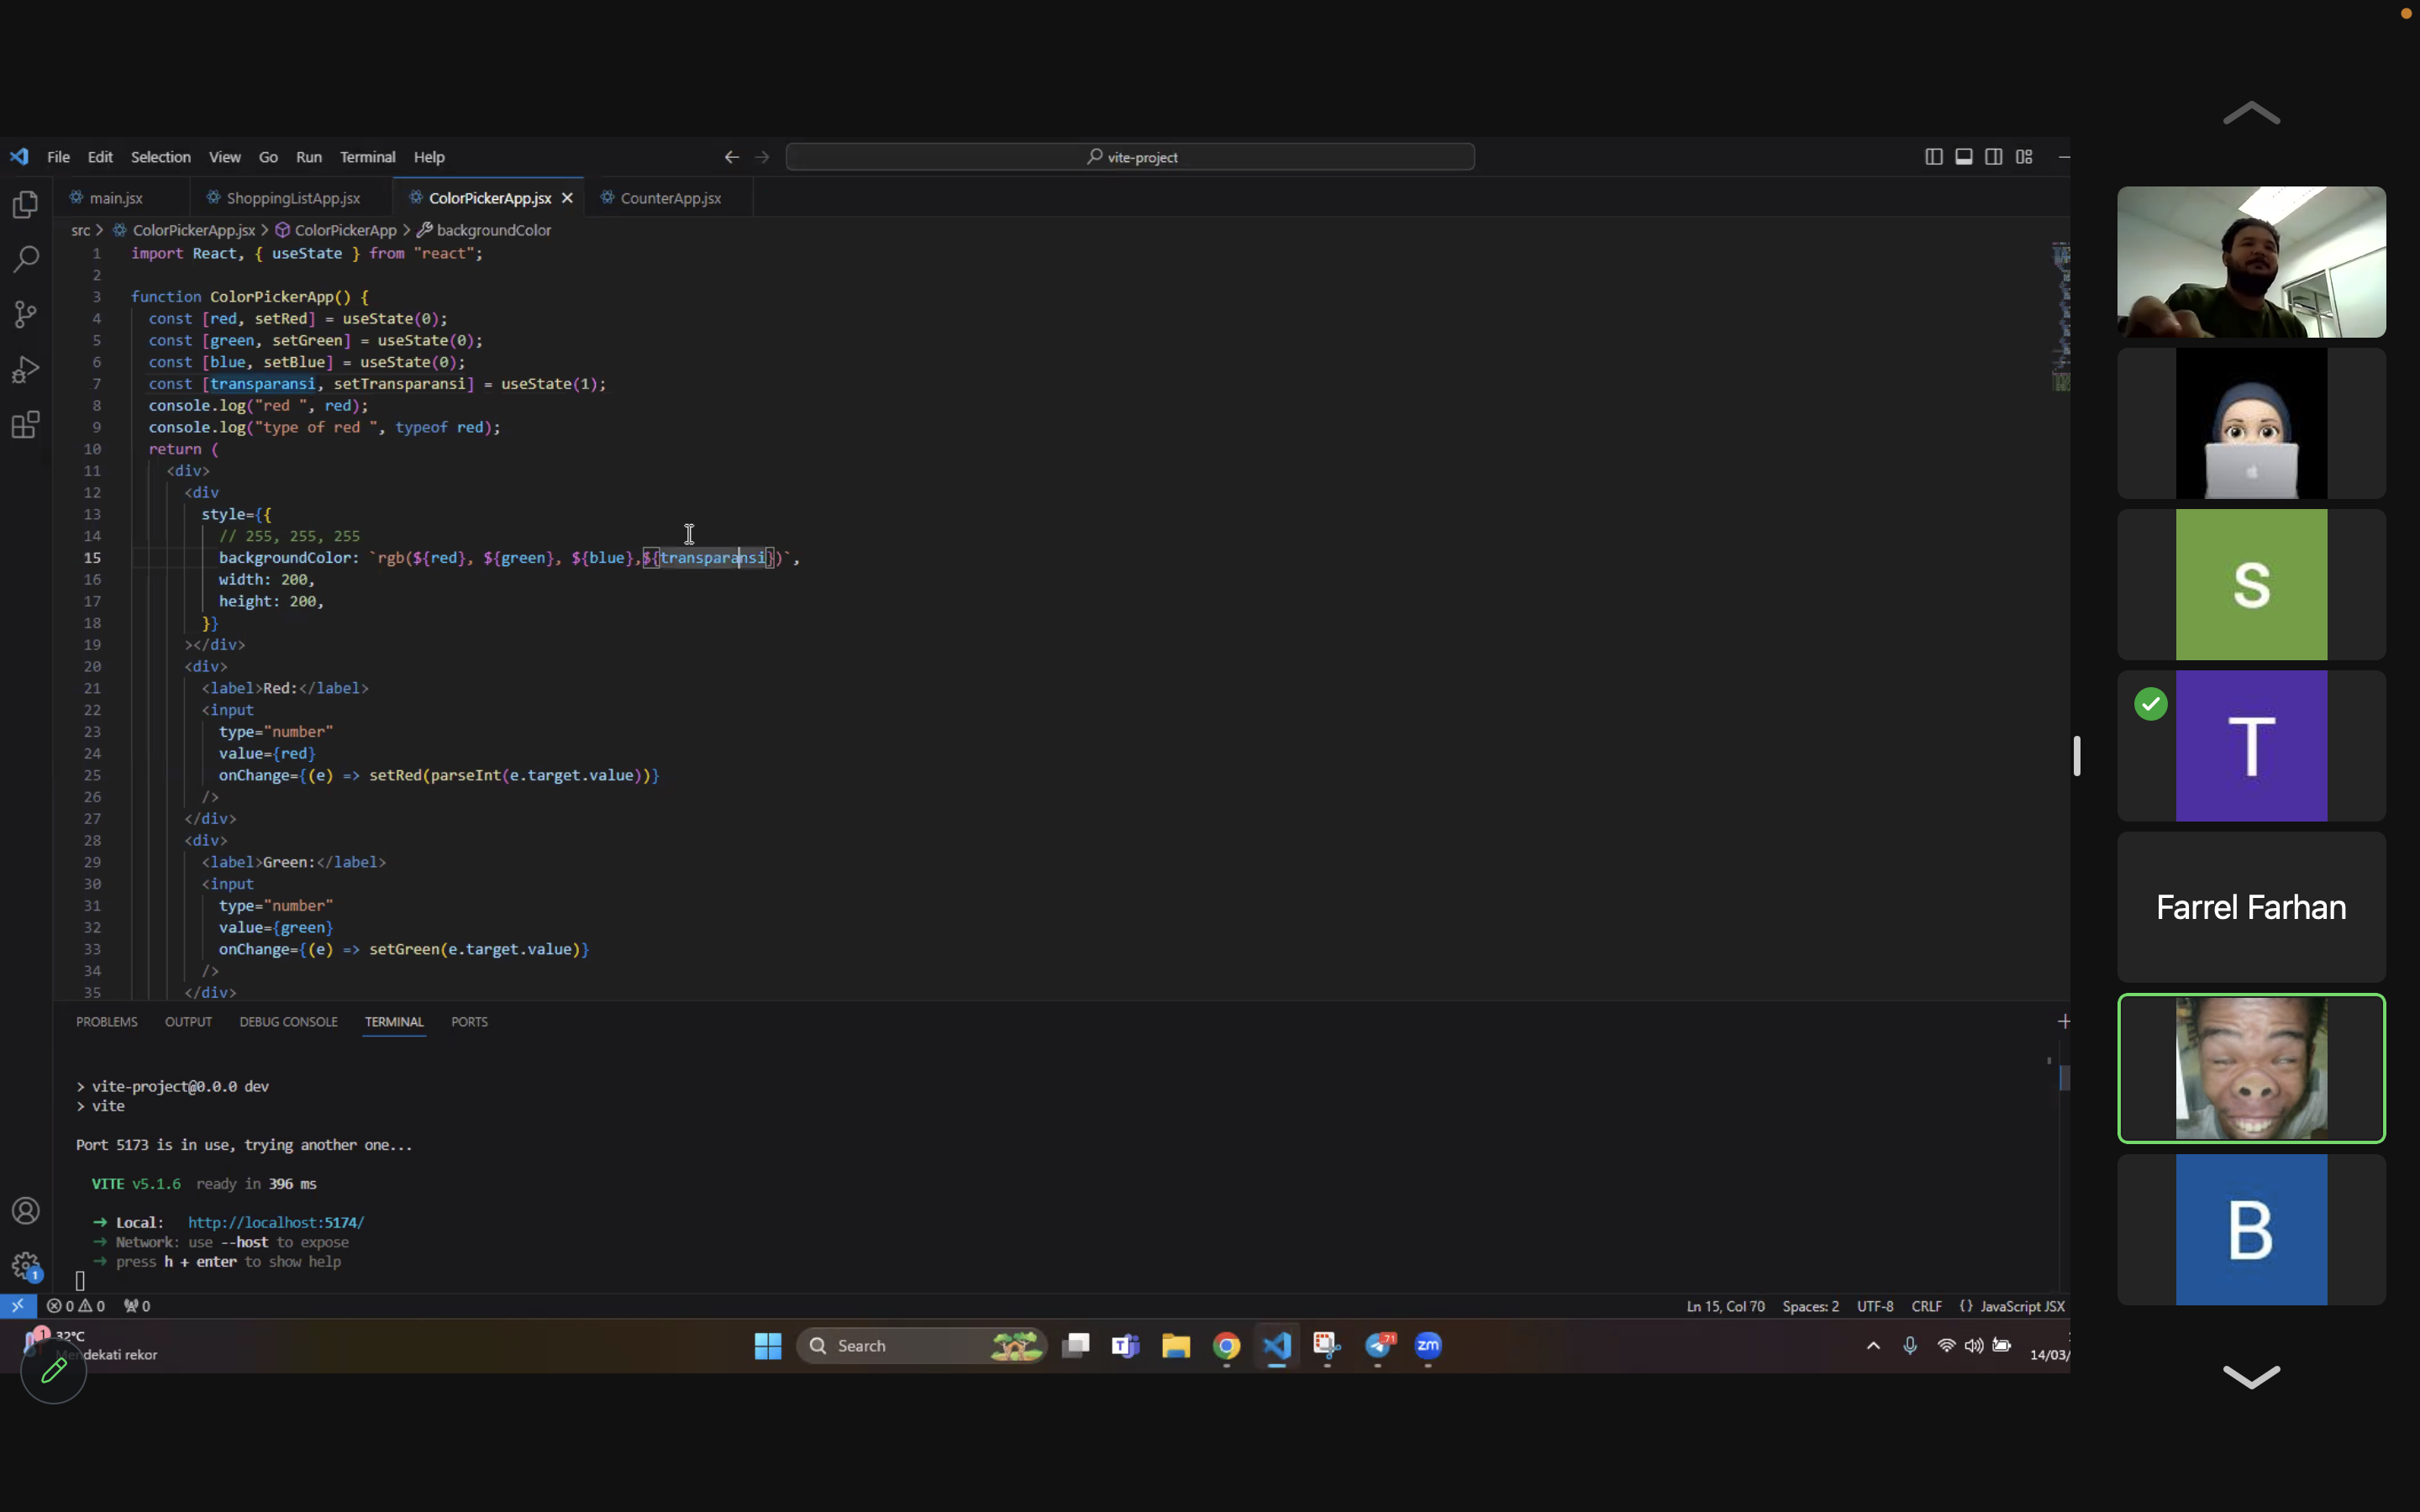 File Edit Selection View Go Run Terminal Help
vite-project
main.jsx ShoppingListApp.jsx ColorPickerApp.jsx CounterApp.jsx
src > ColorPickerApp.jsx > ColorPickerApp > backgroundColor
1 import React, { useState } from "react";
2
3 function ColorPickerApp() {
4 const [red, setRed] = useState(0);
5 const [green, setGreen] = useState(0);
6 const [blue, setBlue] = useState(0);
7 const [transparansi, setTransparansi] = useState(1);
8 console.log("red ", red);
9 console.log("type of red ", typeof red);
10 return (
11 <div>
12 <div
13 style={{
14 // 255, 255, 255
15 backgroundColor: `rgb(${red}, ${green}, ${blue},${transparansi})`,
16 width: 200,
17 height: 200,
18 }}
19 ></div>
20 <div>
21 <label>Red:</label>
22 <input
23 type="number"
24 value={red}
25 onChange={(e) => setRed(parseInt(e.target.value))}
26 />
27 </div>
28 <div>
29 <label>Green:</label>
30 <input
31 type="number"
32 value={green}
33 onChange={(e) => setGreen(e.target.value)}
34 />
35 </div>
PROBLEMS OUTPUT DEBUG CONSOLE TERMINAL PORTS
> vite-project@0.0.0 dev
> vite
Port 5173 is in use, trying another one...
VITE v5.1.6 ready in 396 ms
➜ Local: http://localhost:5174/
➜ Network: use --host to expose
➜ press h + enter to show help
1
0 0 0
Ln 15, Col 70 Spaces: 2 UTF-8 CRLF {} JavaScript JSX
1 32°C
Search
71
zm
14/03/
S
T
Farrel Farhan
B